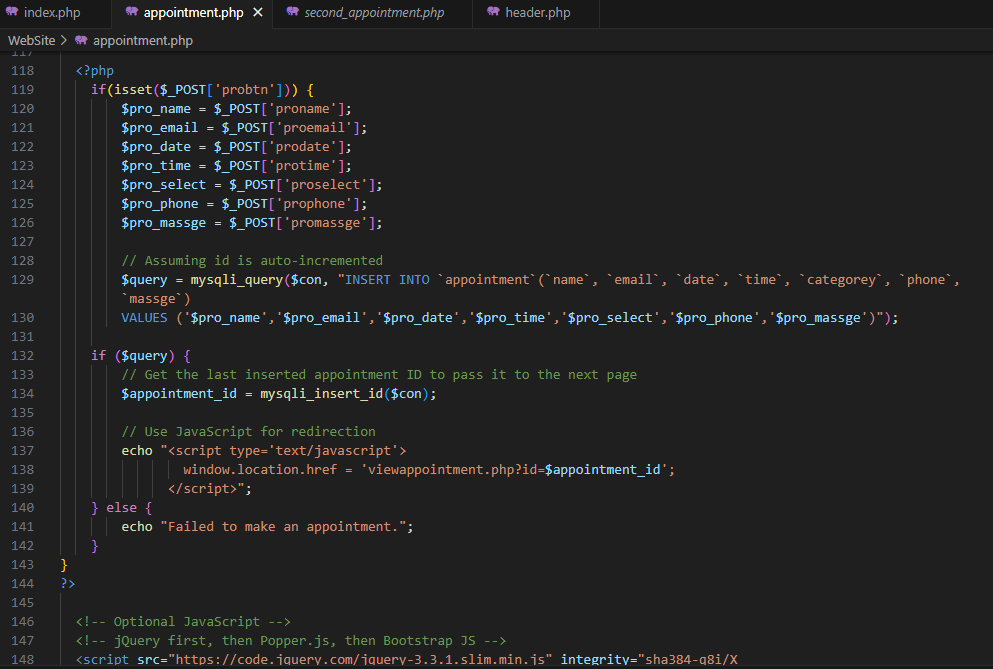 index.php appointment.php × second_appointment.php header.php
WebSite > appointment.php
117
118 <?php
119 if(isset($_POST['probtn'])) {
120 $pro_name = $_POST['proname'];
121 $pro_email = $_POST['proemail'];
122 $pro_date = $_POST['prodate'];
123 $pro_time = $_POST['protime'];
124 $pro_select = $_POST['proselect'];
125 $pro_phone = $_POST['prophone'];
126 $pro_massge = $_POST['promassge'];
127
128 // Assuming id is auto-incremented
129 $query = mysqli_query($con, "INSERT INTO `appointment`(`name`, `email`, `date`, `time`, `categorey`, `phone`,
`massge`)
130 VALUES ('$pro_name','$pro_email','$pro_date','$pro_time','$pro_select','$pro_phone','$pro_massge')");
131
132 if ($query) {
133 // Get the last inserted appointment ID to pass it to the next page
134 $appointment_id = mysqli_insert_id($con);
135
136 // Use JavaScript for redirection
137 echo "<script type='text/javascript'>
138 window.location.href = 'viewappointment.php?id=$appointment_id';
139 </script>";
140 } else {
141 echo "Failed to make an appointment.";
142 }
143 }
144 ?>
145
146 <!-- Optional JavaScript -->
147 <!-- jQuery first, then Popper.js, then Bootstrap JS -->
148 <script src="https://code.jquery.com/jquery-3.3.1.slim.min.js" integrity="sha384-q8i/X